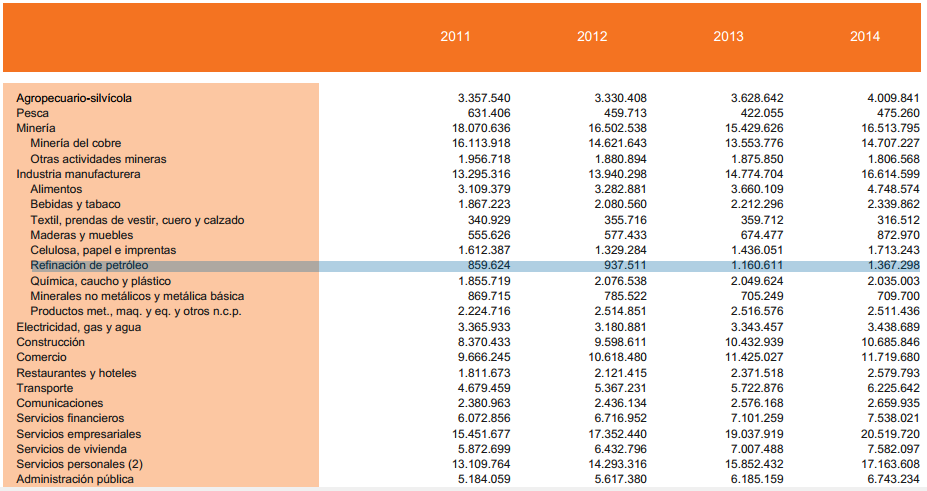 2011 2012 2013 2014
Agropecuario-silvícola 3.357.540 3.330.408 3.628.642 4.009.841
Pesca 631.406 459.713 422.055 475.260
Minería 18.070.636 16.502.538 15.429.626 16.513.795
Minería del cobre 16.113.918 14.621.643 13.553.776 14.707.227
Otras actividades mineras 1.956.718 1.880.894 1.875.850 1.806.568
Industria manufacturera 13.295.316 13.940.298 14.774.704 16.614.599
Alimentos 3.109.379 3.282.881 3.660.109 4.748.574
Bebidas y tabaco 1.867.223 2.080.560 2.212.296 2.339.862
Textil, prendas de vestir, cuero y calzado 340.929 355.716 359.712 316.512
Maderas y muebles 555.626 577.433 674.477 872.970
Celulosa, papel e imprentas 1.612.387 1.329.284 1.436.051 1.713.243
Refinación de petróleo 859.624 937.511 1.160.611 1.367.298
Química, caucho y plástico 1.855.719 2.076.538 2.049.624 2.035.003
Minerales no metálicos y metálica básica 869.715 785.522 705.249 709.700
Productos met., maq. y eq. y otros n.c.p. 2.224.716 2.514.851 2.516.576 2.511.436
Electricidad, gas y agua 3.365.933 3.180.881 3.343.457 3.438.689
Construcción 8.370.433 9.598.611 10.432.939 10.685.846
Comercio 9.666.245 10.618.480 11.425.027 11.719.680
Restaurantes y hoteles 1.811.673 2.121.415 2.371.518 2.579.793
Transporte 4.679.459 5.367.231 5.722.876 6.225.642
Comunicaciones 2.380.963 2.436.134 2.576.168 2.659.935
Servicios financieros 6.072.856 6.716.952 7.101.259 7.538.021
Servicios empresariales 15.451.677 17.352.440 19.037.919 20.519.720
Servicios de vivienda 5.872.699 6.432.796 7.007.488 7.582.097
Servicios personales (2) 13.109.764 14.293.316 15.852.432 17.163.608
Administración pública 5.184.059 5.617.380 6.185.159 6.743.234